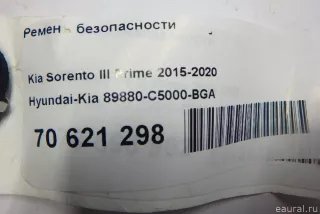 Ремен безопасности
Kia Sorento III Prime 2015-2020
Hyundai-Kia 89880-C5000-BGA
70 621 298
eaural.ru